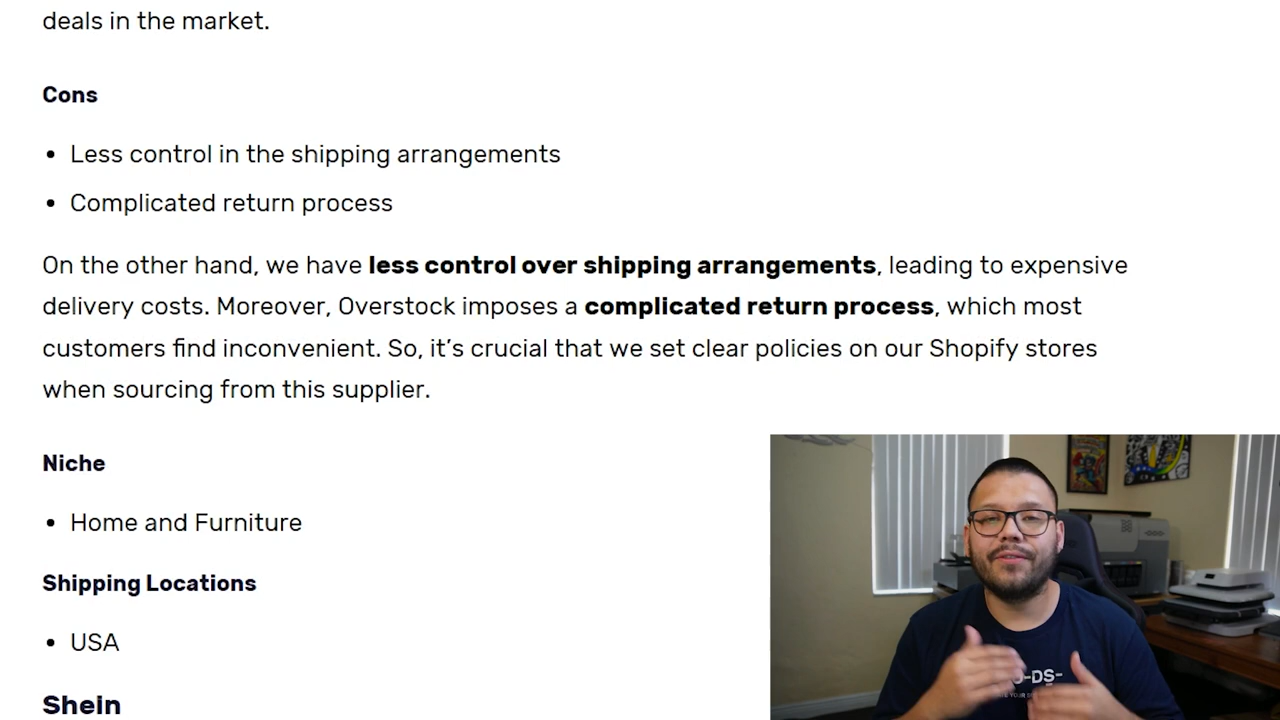 deals in the market.
Cons
• Less control in the shipping arrangements
• Complicated return process
On the other hand, we have less control over shipping arrangements, leading to expensive
delivery costs. Moreover, Overstock imposes a complicated return process, which most
customers find inconvenient. So, it’s crucial that we set clear policies on our Shopify stores
when sourcing from this supplier.
Niche
• Home and Furniture
Shipping Locations
• USA
SheIn
-DS-